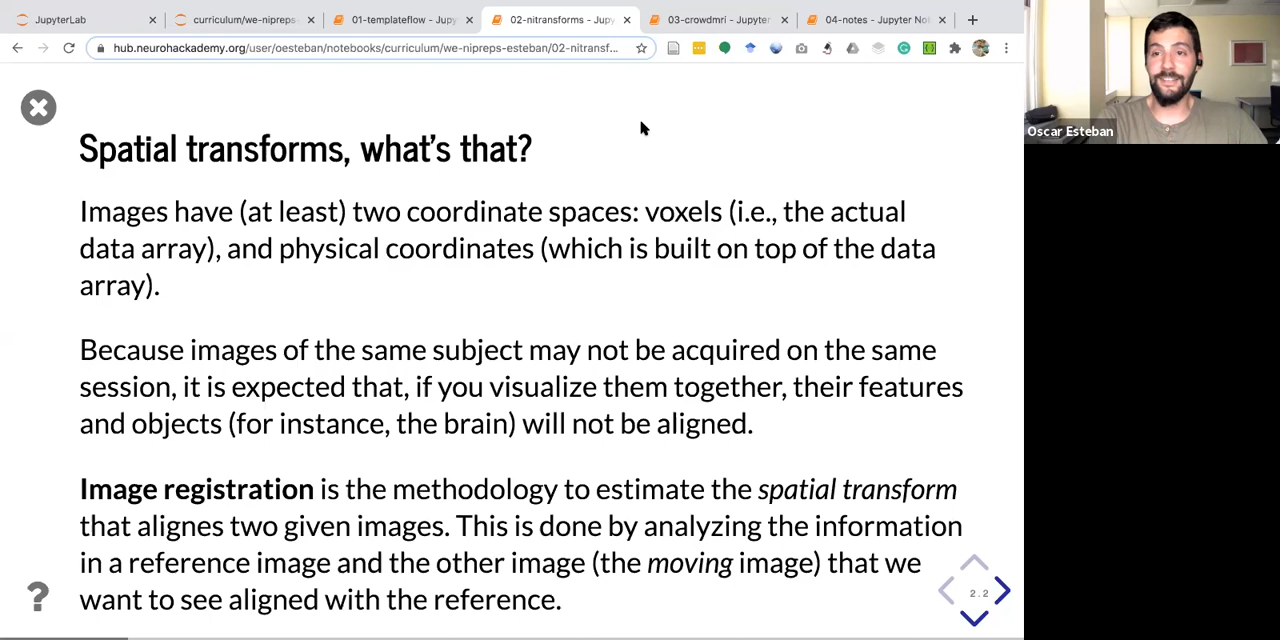 JupyterLab
curriculum/we-nipreps-
01-templateflow - Jupy
02-nitransforms - Jupy
03-crowdmri - Jupyter
04-notes - Jupyter Not
hub.neurohackademy.org/user/oesteban/notebooks/curriculum/we-nipreps-esteban/02-nitransf...
Oscar Esteban
Spatial transforms, what's that?
Images have (at least) two coordinate spaces: voxels (i.e., the actual
data array), and physical coordinates (which is built on top of the data
array).
Because images of the same subject may not be acquired on the same
session, it is expected that, if you visualize them together, their features
and objects (for instance, the brain) will not be aligned.
Image registration is the methodology to estimate the spatial transform
that alignes two given images. This is done by analyzing the information
in a reference image and the other image (the moving image) that we
want to see aligned with the reference.
2.2
?